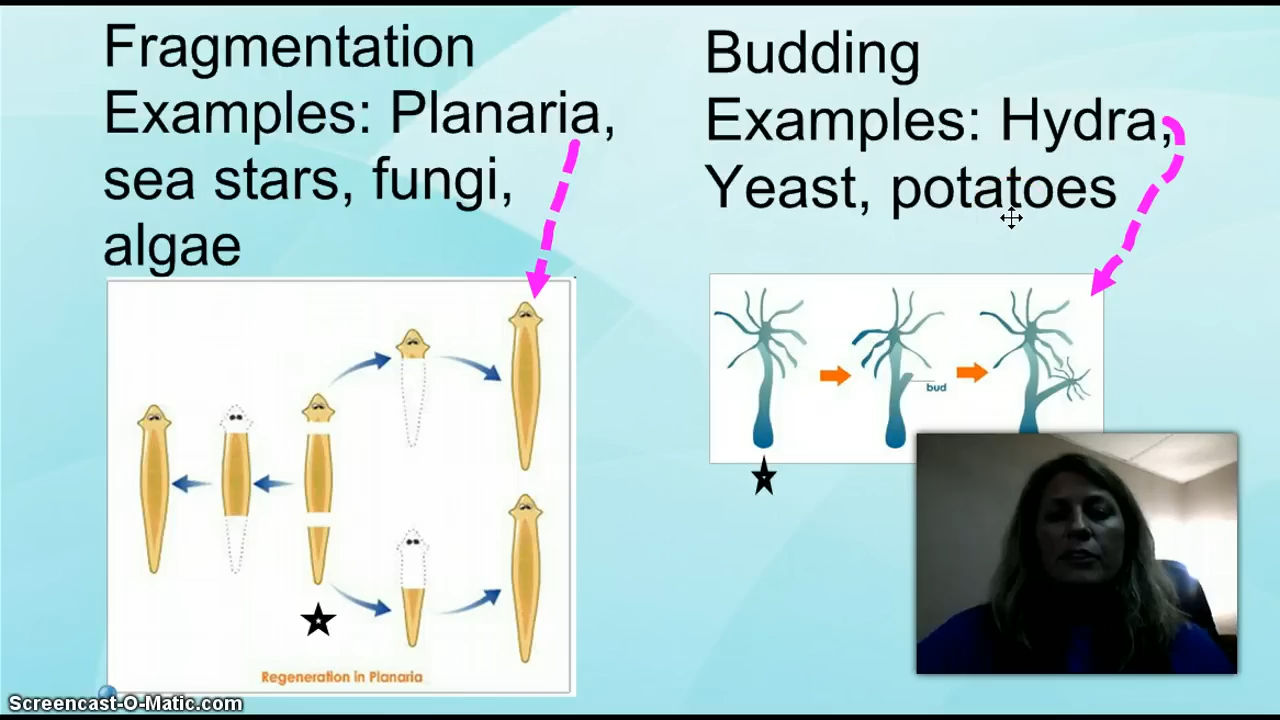 Fragmentation
Examples: Planaria,
sea stars, fungi,
algae
Budding
Examples: Hydra,
Yeast, potatoes
bud
Regeneration in Planaria
Screencast-O-Matic.com